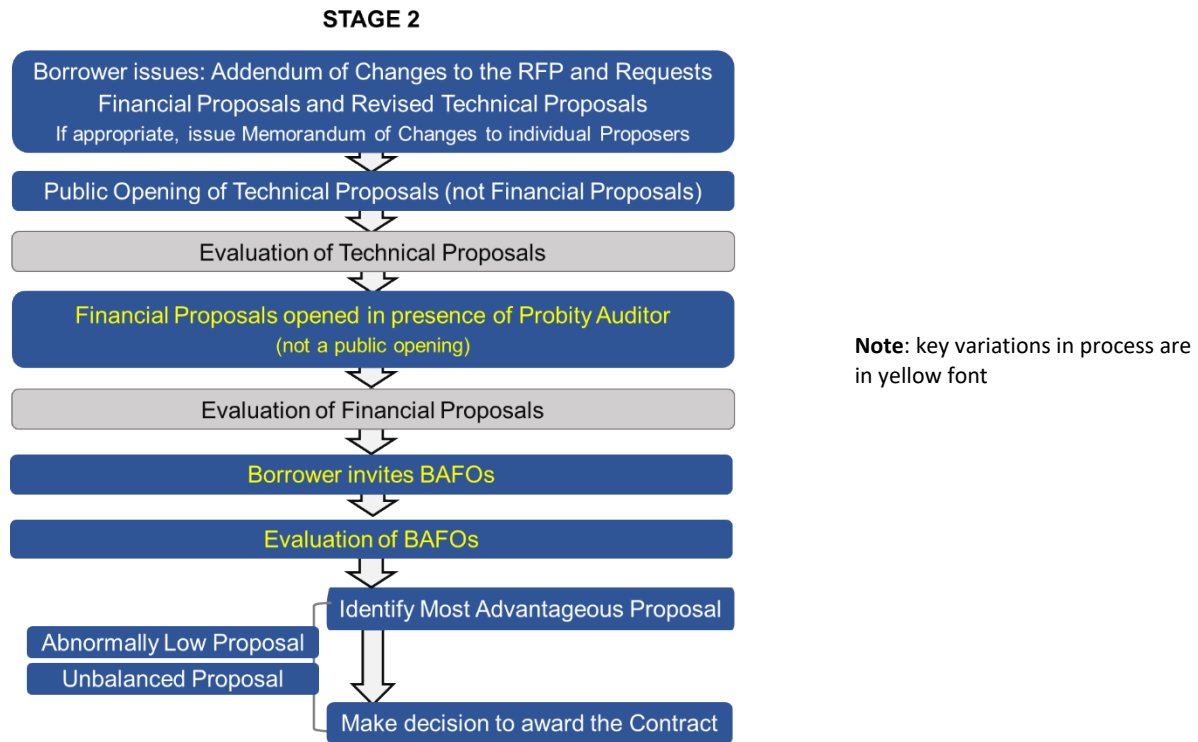 STAGE 2
Borrower issues: Addendum of Changes to the RFP and Requests
Financial Proposals and Revised Technical Proposals
If appropriate, issue Memorandum of Changes to individual Proposers
Public Opening of Technical Proposals (not Financial Proposals)
Evaluation of Technical Proposals
Financial Proposals opened in presence of Probity Auditor
(not a public opening)
Note: key variations in process are
in yellow font
Evaluation of Financial Proposals
Borrower invites BAFOs
Evaluation of BAFOs
Identify Most Advantageous Proposal
Abnormally Low Proposal
Unbalanced Proposal
Make decision to award the Contract